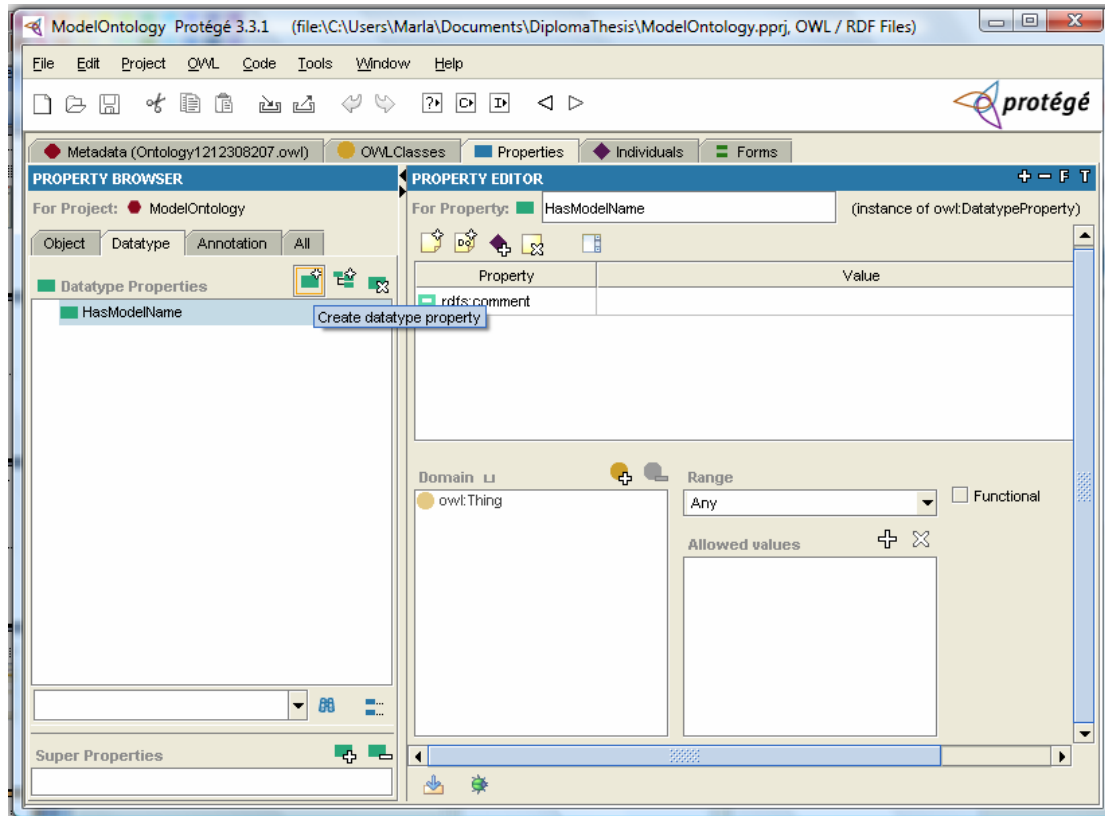 ModelOntology Protégé 3.3.1 (file:\C:\Users\Marla\Documents\DiplomaThesis\ModelOntology.pprj, OWL / RDF Files)
File Edit Project OWL Code Tools Window Help
protégé
Metadata (Ontology1212308207.owl) OWLClasses Properties Individuals Forms
PROPERTY BROWSER
PROPERTY EDITOR
F T
For Project: ModelOntology
For Property: HasModelName (instance of owl:DatatypeProperty)
Object Datatype Annotation All
Datatype Properties
Property Value
HasModelName
rdfs:comment
Create datatype property
Domain
Range
owl:Thing
Any
Functional
Allowed values
Super Properties